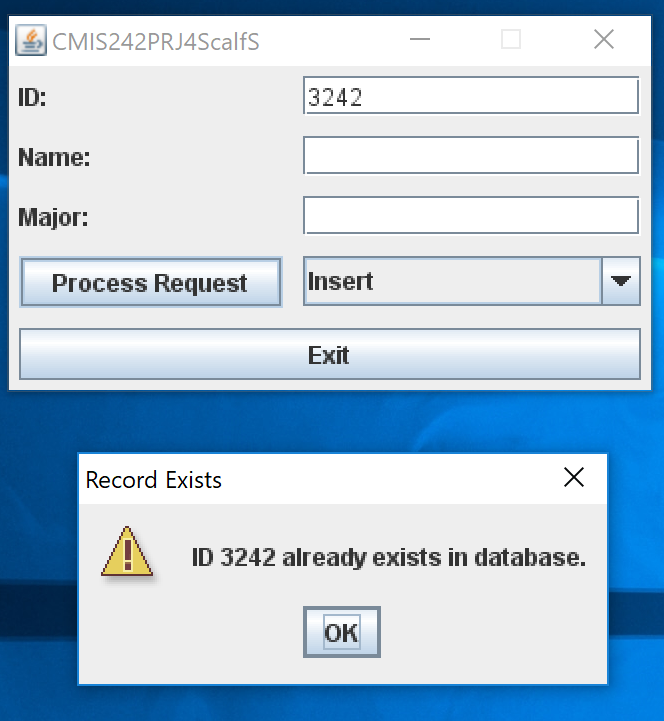 CMIS242PRJ4ScalfS
ID: 3242
Name:
Major:
Process Request Insert
Exit
Record Exists
ID 3242 already exists in database.
OK